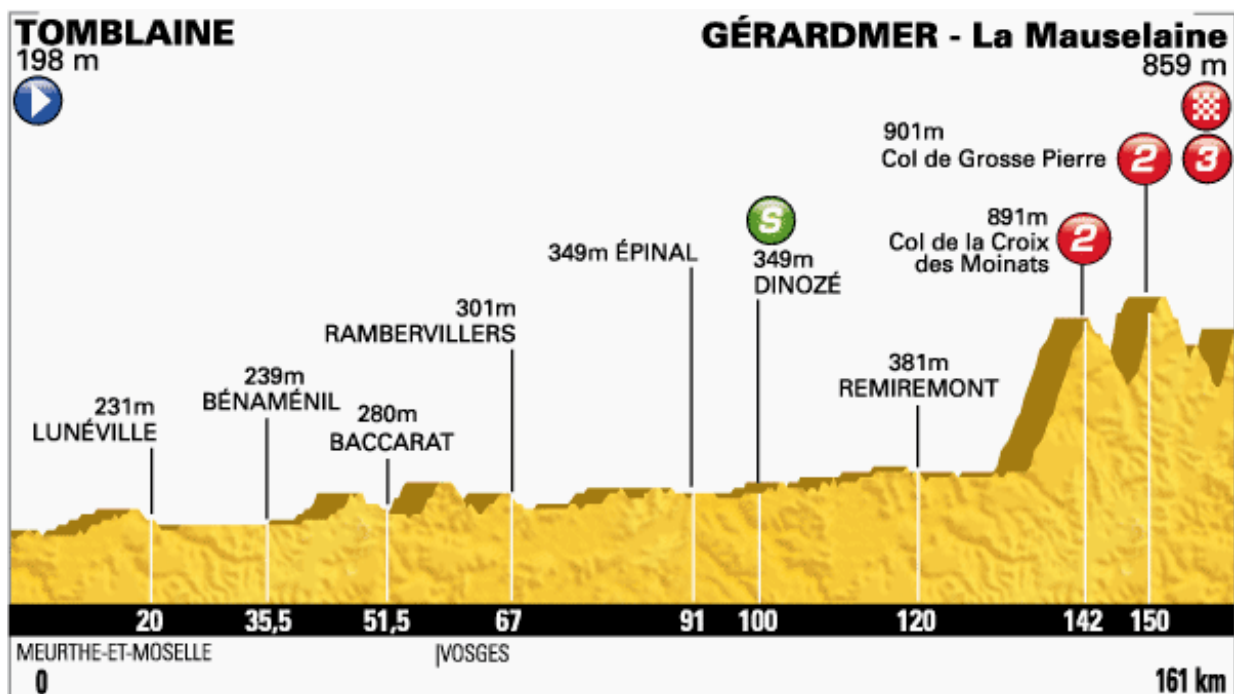 TOMBLAINE
198 m
GÉRARDMER - La Mauselaine
859 m
901m
Col de Grosse Pierre
2
3
891m
Col de la Croix
des Moinats
2
S
349m ÉPINAL
349m
DINOZÉ
301m
RAMBERVILLERS
381m
REMIREMONT
239m
BÉNAMÉNIL
231m
LUNÉVILLE
280m
BACCARAT
20
35,5
51,5
67
91
100
120
142
150
MEURTHE-ET-MOSELLE
|VOSGES
0
161 km